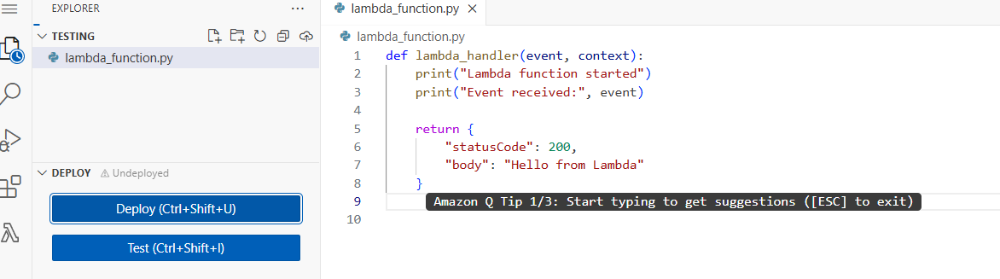 EXPLORER
···
TESTING
lambda_function.py
DEPLOY Undeployed
Deploy (Ctrl+Shift+U)
Test (Ctrl+Shift+I)
lambda_function.py
lambda_function.py
1 def lambda_handler(event, context):
2     print("Lambda function started")
3     print("Event received:", event)
4
5     return {
6         "statusCode": 200,
7         "body": "Hello from Lambda"
8     }
9 Amazon Q Tip 1/3: Start typing to get suggestions ([ESC] to exit)
10